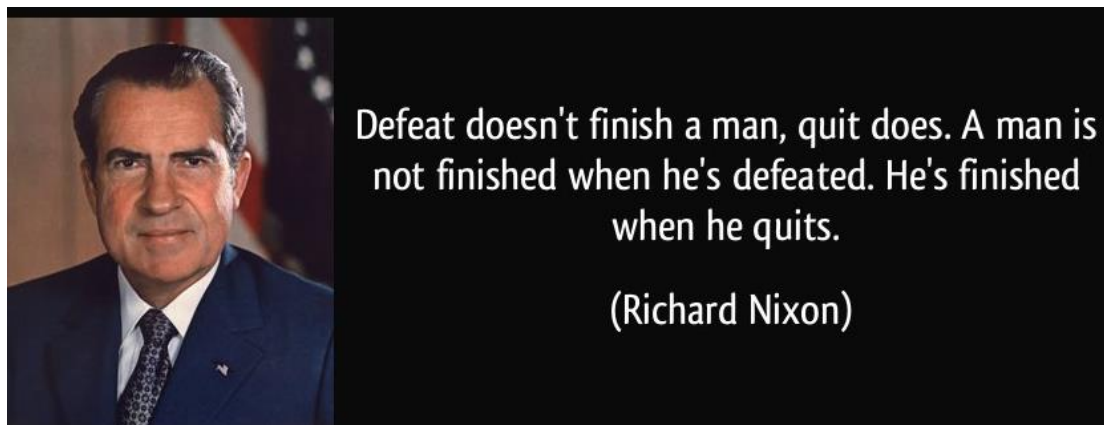 Defeat doesn't finish a man, quit does. A man is
not finished when he's defeated. He's finished
when he quits.
(Richard Nixon)